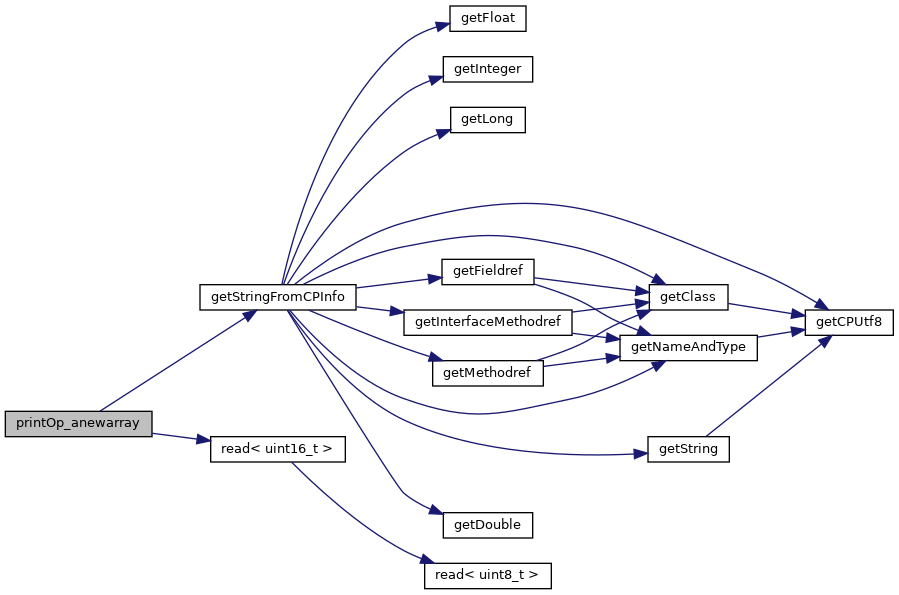 getFloat
getInteger
getLong
getFieldref
getStringFromCPInfo
getClass
getInterfaceMethodref
getCPUtf8
getNameAndType
getMethodref
printOp_anewarray
read< uint16_t >
getString
getDouble
read< uint8_t >